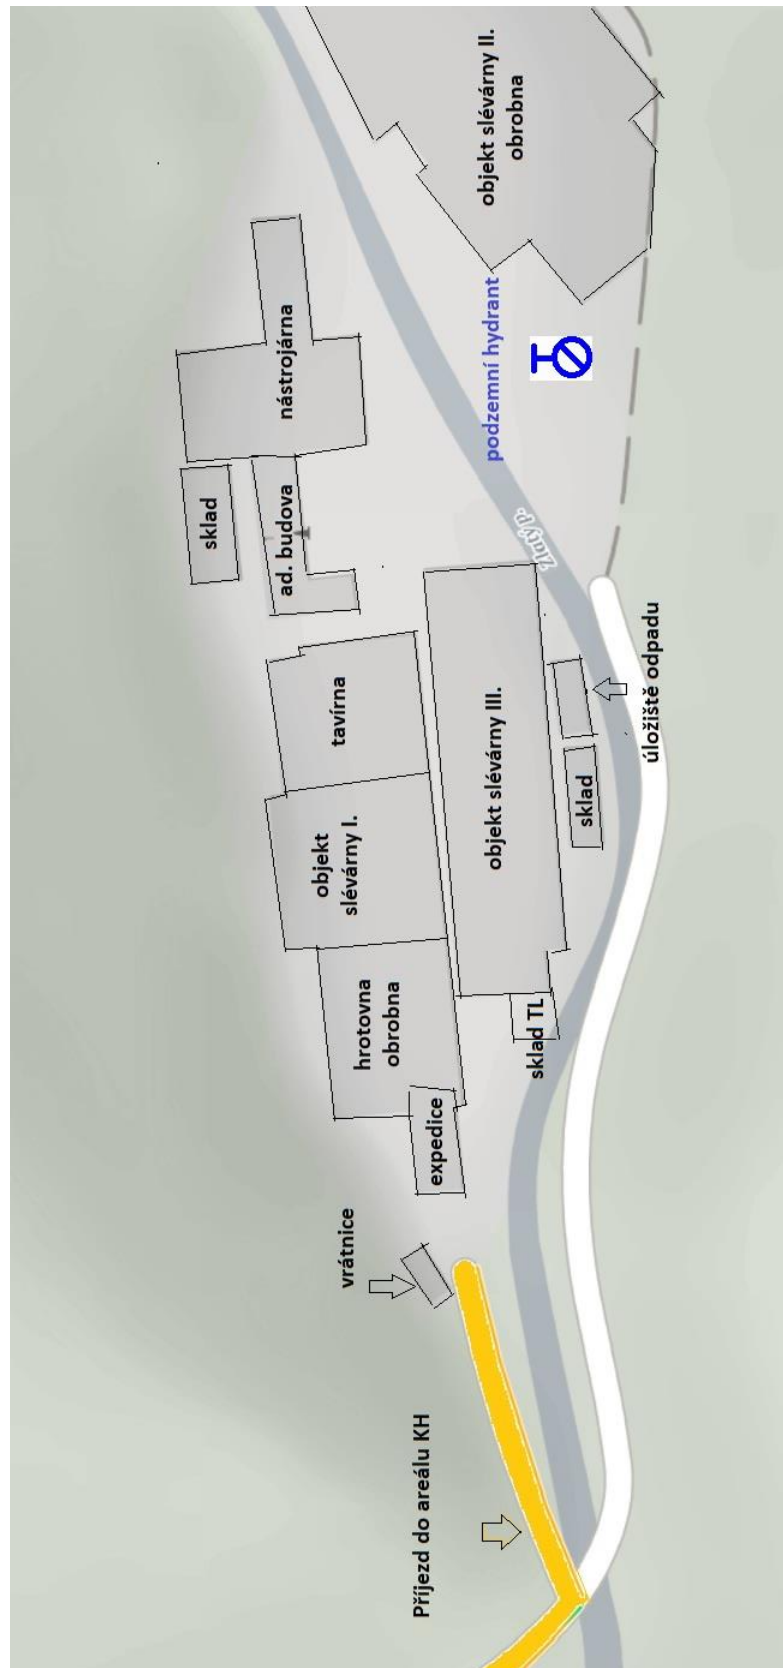 Příjezd do areálu KH
vrátnice
expedice
hrotovna
obrobna
sklad TL
objekt
slévárny I.
tavírna
objekt slévárny III.
sklad
úložiště odpadu
ad. budova
sklad
nástrojárna
Zlatý p.
podzemní hydrant
objekt slévárny II.
obrobna